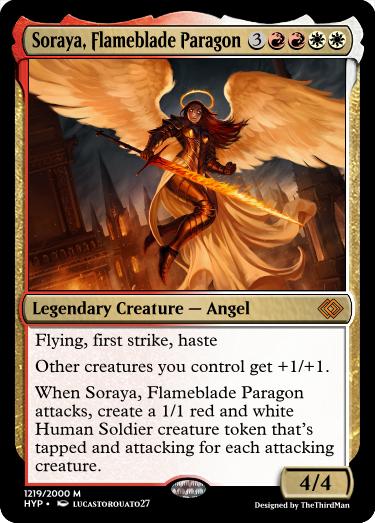 Soraya, Flameblade Paragon 3
Legendary Creature — Angel
Flying, first strike, haste
Other creatures you control get +1/+1.
When Soraya, Flameblade Paragon
attacks, create a 1/1 red and white
Human Soldier creature token that's
tapped and attacking for each attacking
creature.
4/4
1219/2000 M
HYP • LUCASTOROUATO27
Designed by TheThirdMan